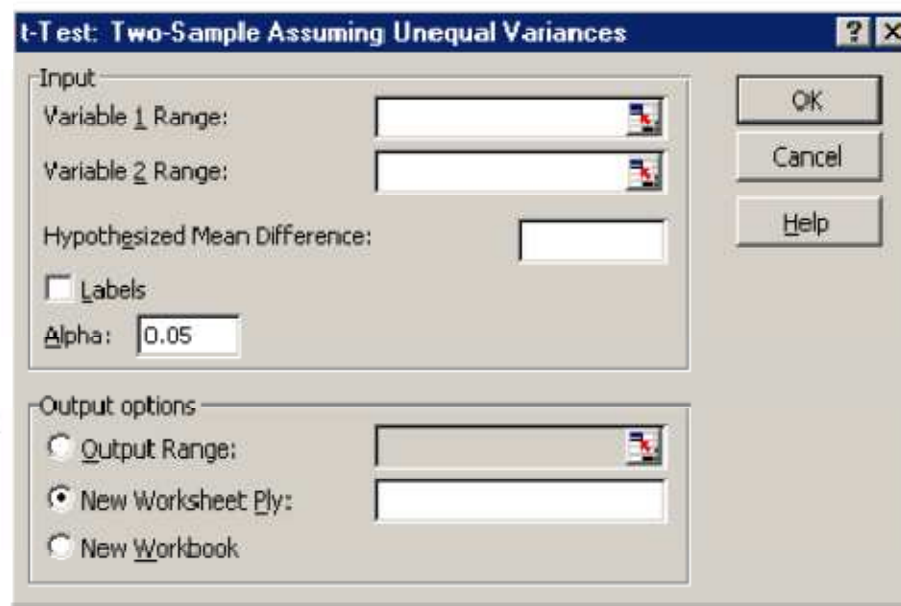 t-Test: Two-Sample Assuming Unequal Variances
Input
Variable 1 Range:
Variable 2 Range:
Hypothesized Mean Difference:
Labels
Alpha: 0.05
OK
Cancel
Help
Output options
Output Range:
New Worksheet Ply:
New Workbook